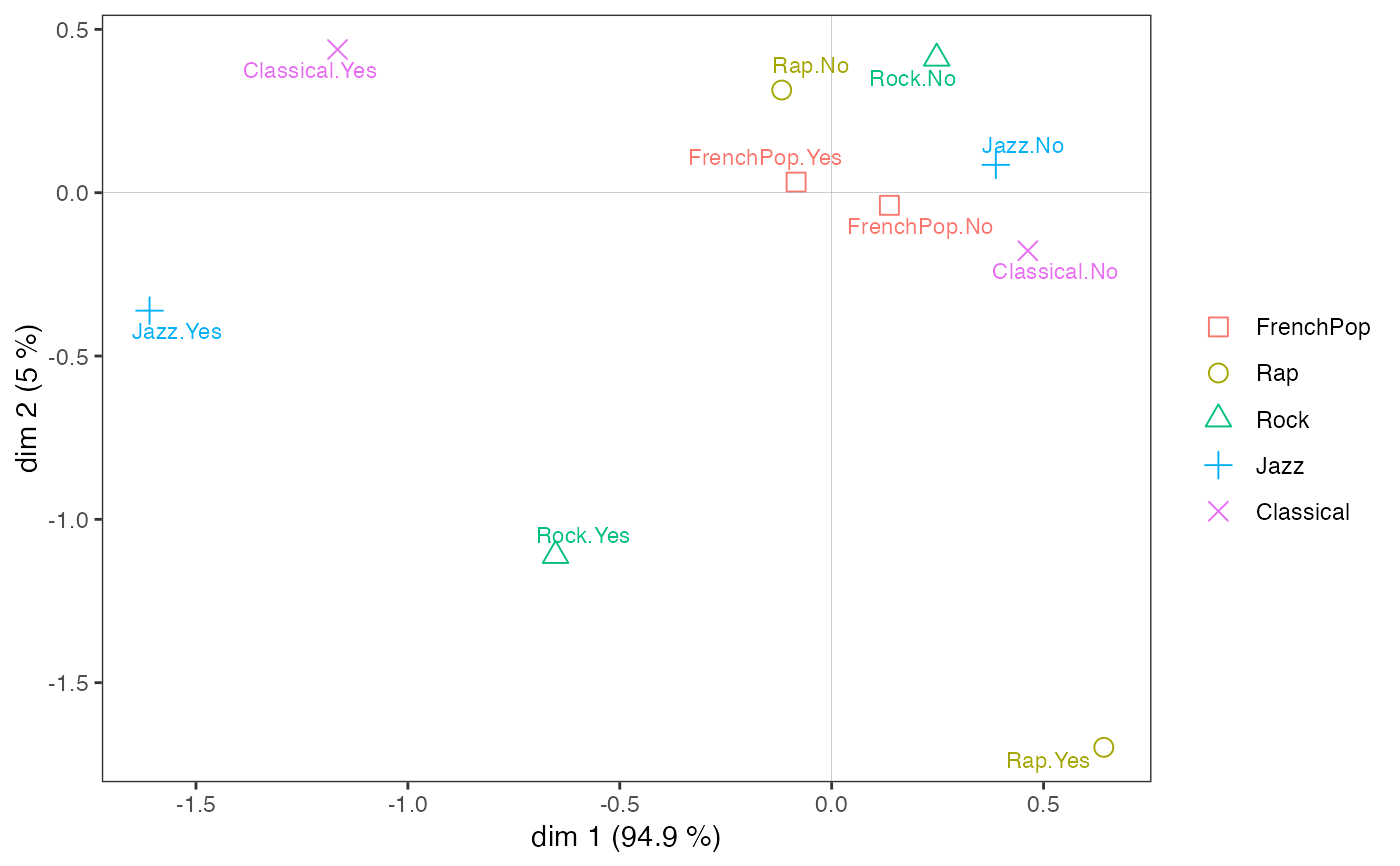 0.5
0.0
-0.5
-1.0
-1.5
dim 2 (5 %)
Classical.Yes
Rap.No
Rock.No
Jazz.No
FrenchPop.Yes
FrenchPop.No
Classical.No
Jazz.Yes
Rock.Yes
Rap.Yes
-1.5
-1.0
-0.5
0.0
0.5
dim 1 (94.9 %)
FrenchPop
Rap
Rock
Jazz
Classical